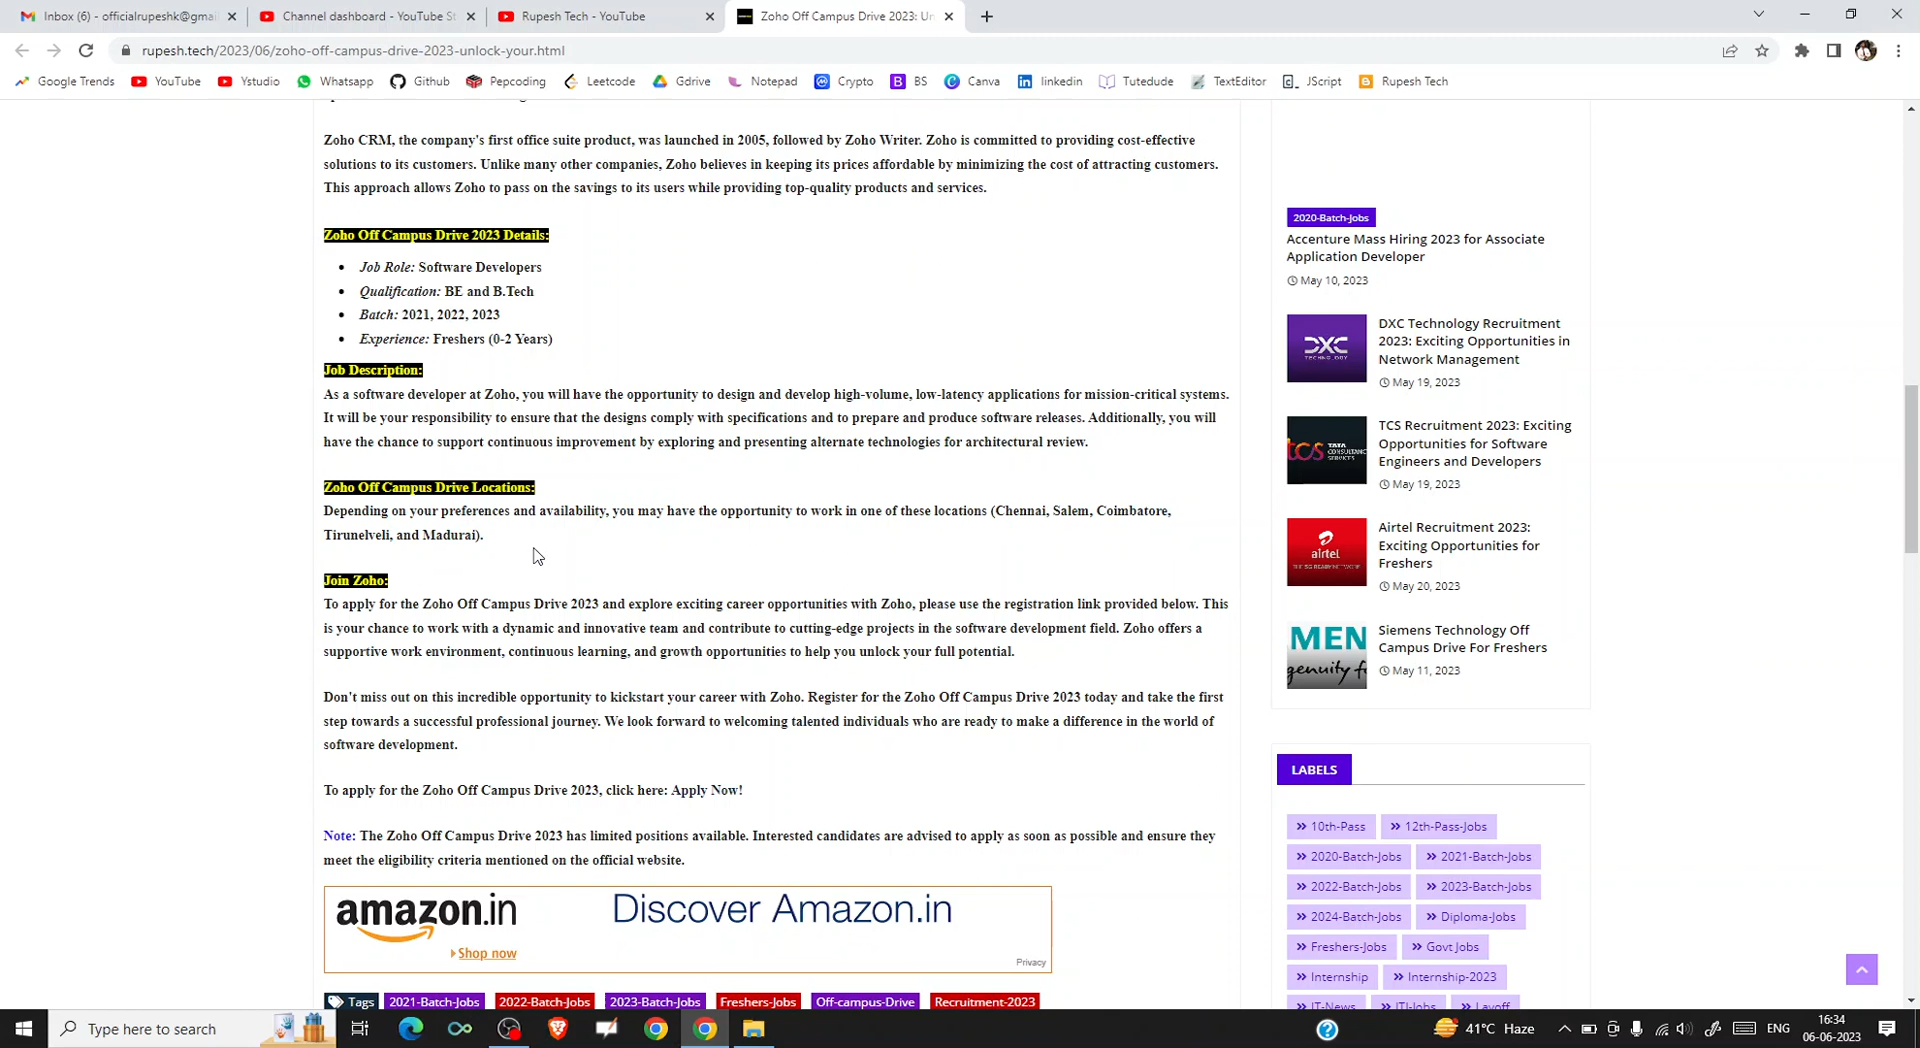 Inbox (6) - officialrupeshk@gmai
Channel dashboard - YouTube St
Rupesh Tech - YouTube
Zoho Off Campus Drive 2023: Un
rupesh.tech/2023/06/zoho-off-campus-drive-2023-unlock-your.html
Google Trends YouTube Ystudio Whatsapp Github Pepcoding Leetcode Gdrive Notepad Crypto BS Canva linkedin Tutedude TextEditor JScript Rupesh Tech
Zoho CRM, the company's first office suite product, was launched in 2005, followed by Zoho Writer. Zoho is committed to providing cost-effective
solutions to its customers. Unlike many other companies, Zoho believes in keeping its prices affordable by minimizing the cost of attracting customers.
This approach allows Zoho to pass on the savings to its users while providing top-quality products and services.
Zoho Off Campus Drive 2023 Details:
• Job Role: Software Developers
• Qualification: BE and B.Tech
• Batch: 2021, 2022, 2023
• Experience: Freshers (0-2 Years)
Job Description:
As a software developer at Zoho, you will have the opportunity to design and develop high-volume, low-latency applications for mission-critical systems.
It will be your responsibility to ensure that the designs comply with specifications and to prepare and produce software releases. Additionally, you will
have the chance to support continuous improvement by exploring and presenting alternate technologies for architectural review.
Zoho Off Campus Drive Locations:
Depending on your preferences and availability, you may have the opportunity to work in one of these locations (Chennai, Salem, Coimbatore,
Tirunelveli, and Madurai).
Join Zoho:
To apply for the Zoho Off Campus Drive 2023 and explore exciting career opportunities with Zoho, please use the registration link provided below. This
is your chance to work with a dynamic and innovative team and contribute to cutting-edge projects in the software development field. Zoho offers a
supportive work environment, continuous learning, and growth opportunities to help you unlock your full potential.
Don't miss out on this incredible opportunity to kickstart your career with Zoho. Register for the Zoho Off Campus Drive 2023 today and take the first
step towards a successful professional journey. We look forward to welcoming talented individuals who are ready to make a difference in the world of
software development.
To apply for the Zoho Off Campus Drive 2023, click here: Apply Now!
Note: The Zoho Off Campus Drive 2023 has limited positions available. Interested candidates are advised to apply as soon as possible and ensure they
meet the eligibility criteria mentioned on the official website.
amazon.in
Discover Amazon.in
Shop now
Privacy
Tags 2021-Batch-Jobs 2022-Batch-Jobs 2023-Batch-Jobs Freshers-Jobs Off-campus-Drive Recruitment-2023
2020-Batch-Jobs
Accenture Mass Hiring 2023 for Associate
Application Developer
May 10, 2023
DXC
TECHNOLOGY
DXC Technology Recruitment
2023: Exciting Opportunities in
Network Management
May 19, 2023
tcs TATA
CONSULTANC
SERVICES
TCS Recruitment 2023: Exciting
Opportunities for Software
Engineers and Developers
May 19, 2023
airtel
Airtel Recruitment 2023:
Exciting Opportunities for
Freshers
May 20, 2023
MEN
genuity f
Siemens Technology Off
Campus Drive For Freshers
May 11, 2023
LABELS
» 10th-Pass » 12th-Pass-Jobs
» 2020-Batch-Jobs » 2021-Batch-Jobs
» 2022-Batch-Jobs » 2023-Batch-Jobs
» 2024-Batch-Jobs » Diploma-Jobs
» Freshers-Jobs » Govt Jobs
» Internship » Internship-2023
» IT-News » ITI-Jobs » Layoff
Type here to search
41°C Haze
ENG
16:34
06-06-2023